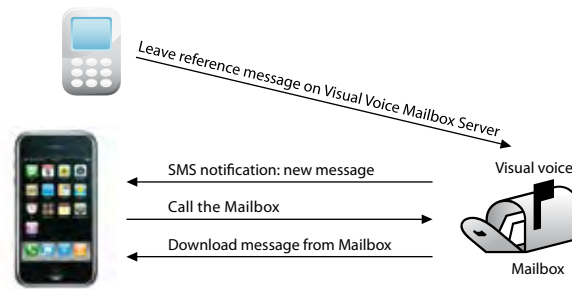 Leave reference message on Visual Voice Mailbox Server
SMS notification: new message
Visual voice
Call the Mailbox
Download message from Mailbox
Mailbox